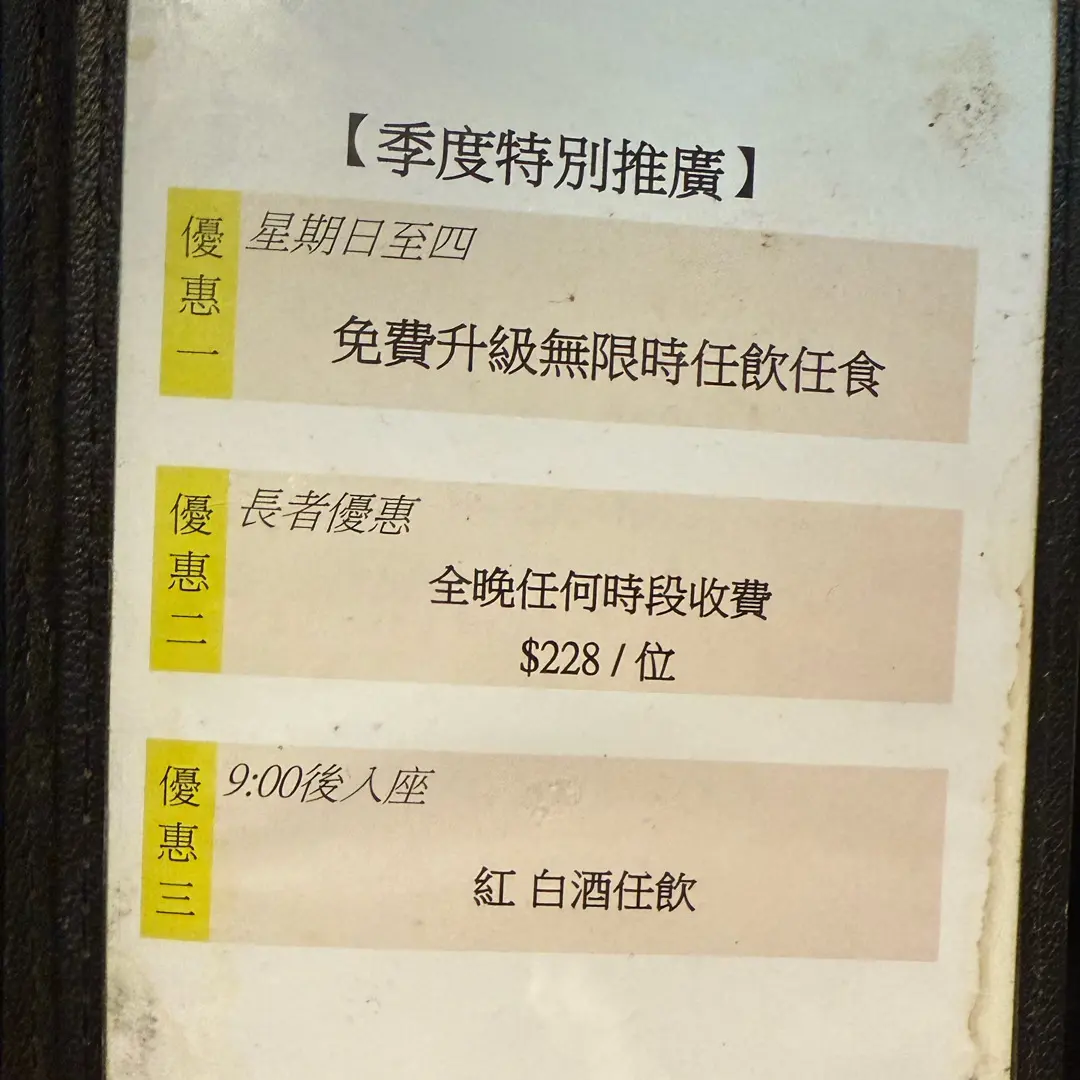 【季度特別推廣】
優惠一
星期日至四
免費升級無限時任飲任食
優惠二
長者優惠
全晚任何時段收費
$228 / 位
優惠三
9:00後入座
紅 白酒任飲